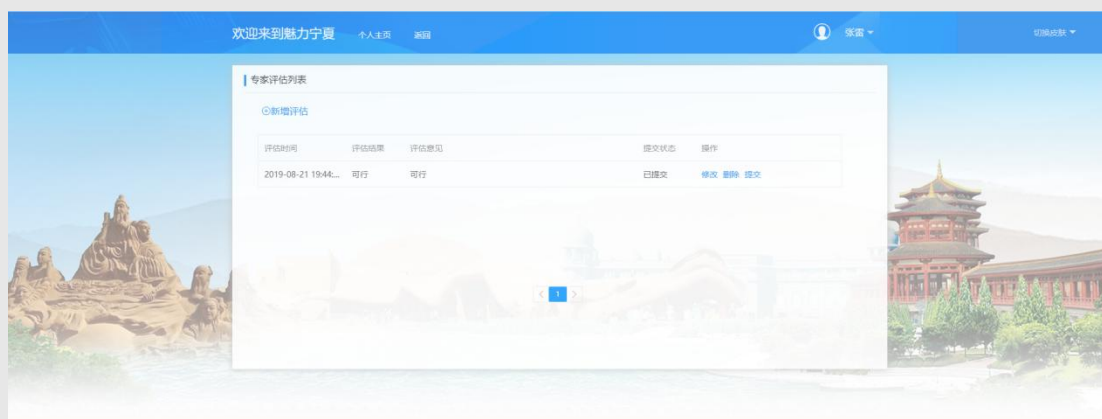 欢迎来到魅力宁夏 个人主页 返回 张雷 切换皮肤
专家评估列表
新增评估
评估时间 评估结果 评估意见 提交状态 操作
2019-08-21 19:44:... 可行 可行 已提交 修改 删除 提交
< 1 >